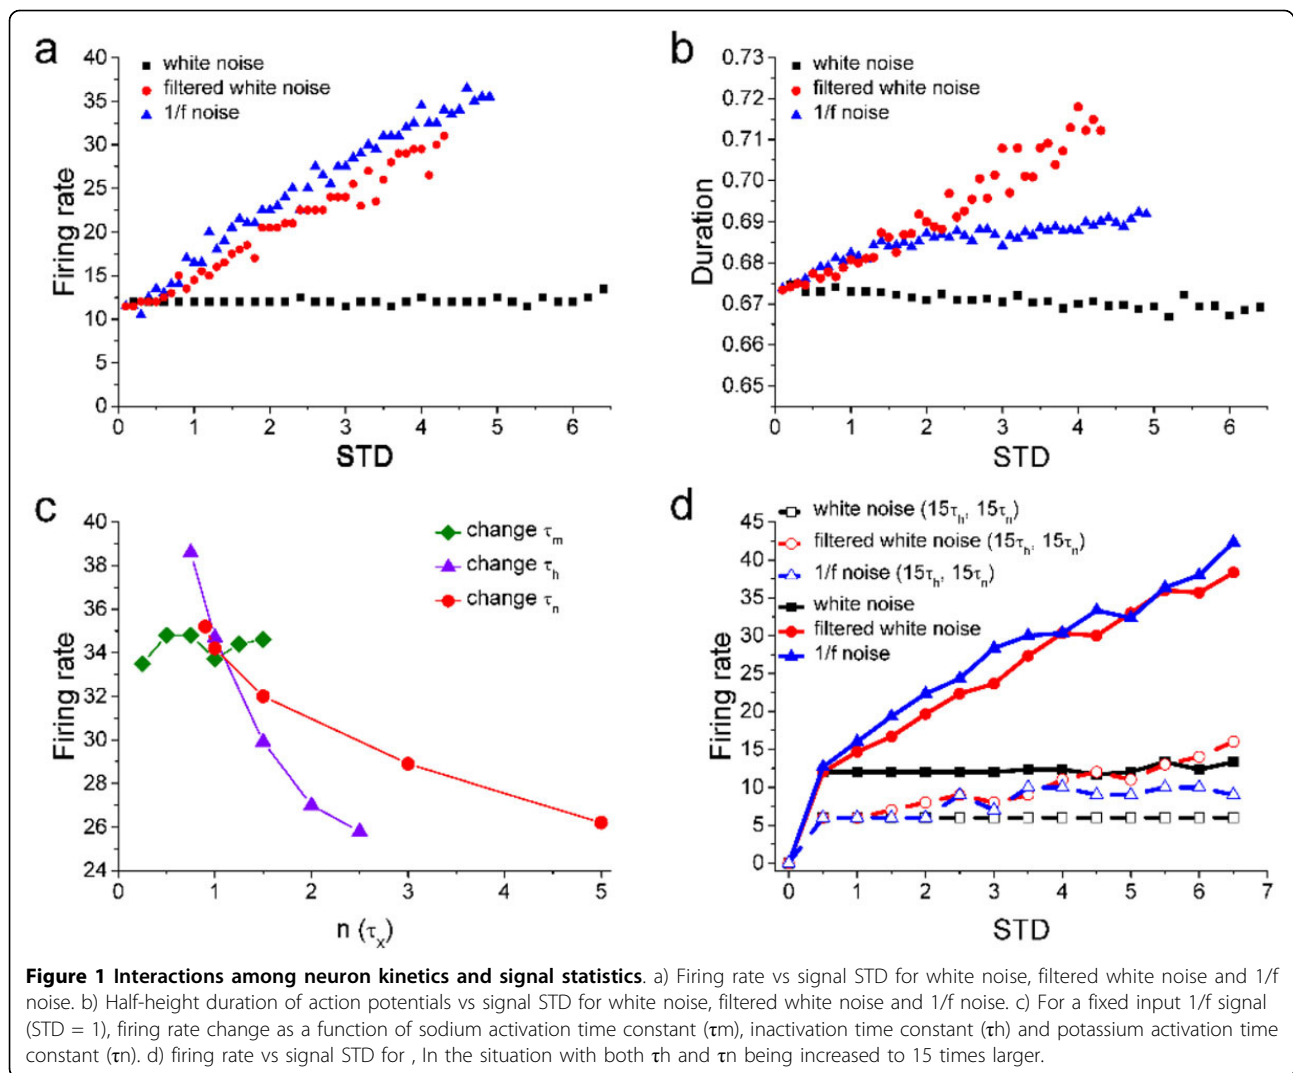 a
white noise
filtered white noise
1/f noise
40
35
30
25
20
15
10
5
0
Firing rate
0 1 2 3 4 5 6
STD
b
white noise
filtered white noise
1/f noise
0.73
0.72
0.71
0.70
0.69
0.68
0.67
0.66
0.65
Duration
0 1 2 3 4 5 6
STD
c
change τm
change τh
change τn
40
38
36
34
32
30
28
26
24
Firing rate
0 1 2 3 4 5
n (τx)
d
white noise (15τh, 15τn)
filtered white noise (15τh, 15τn)
1/f noise (15τh, 15τn)
white noise
filtered white noise
1/f noise
45
40
35
30
25
20
15
10
5
0
Firing rate
0 1 2 3 4 5 6 7
STD
Figure 1 Interactions among neuron kinetics and signal statistics. a) Firing rate vs signal STD for white noise, filtered white noise and 1/f
noise. b) Half-height duration of action potentials vs signal STD for white noise, filtered white noise and 1/f noise. c) For a fixed input 1/f signal
(STD = 1), firing rate change as a function of sodium activation time constant (τm), inactivation time constant (τh) and potassium activation time
constant (τn). d) firing rate vs signal STD for , In the situation with both τh and τn being increased to 15 times larger.